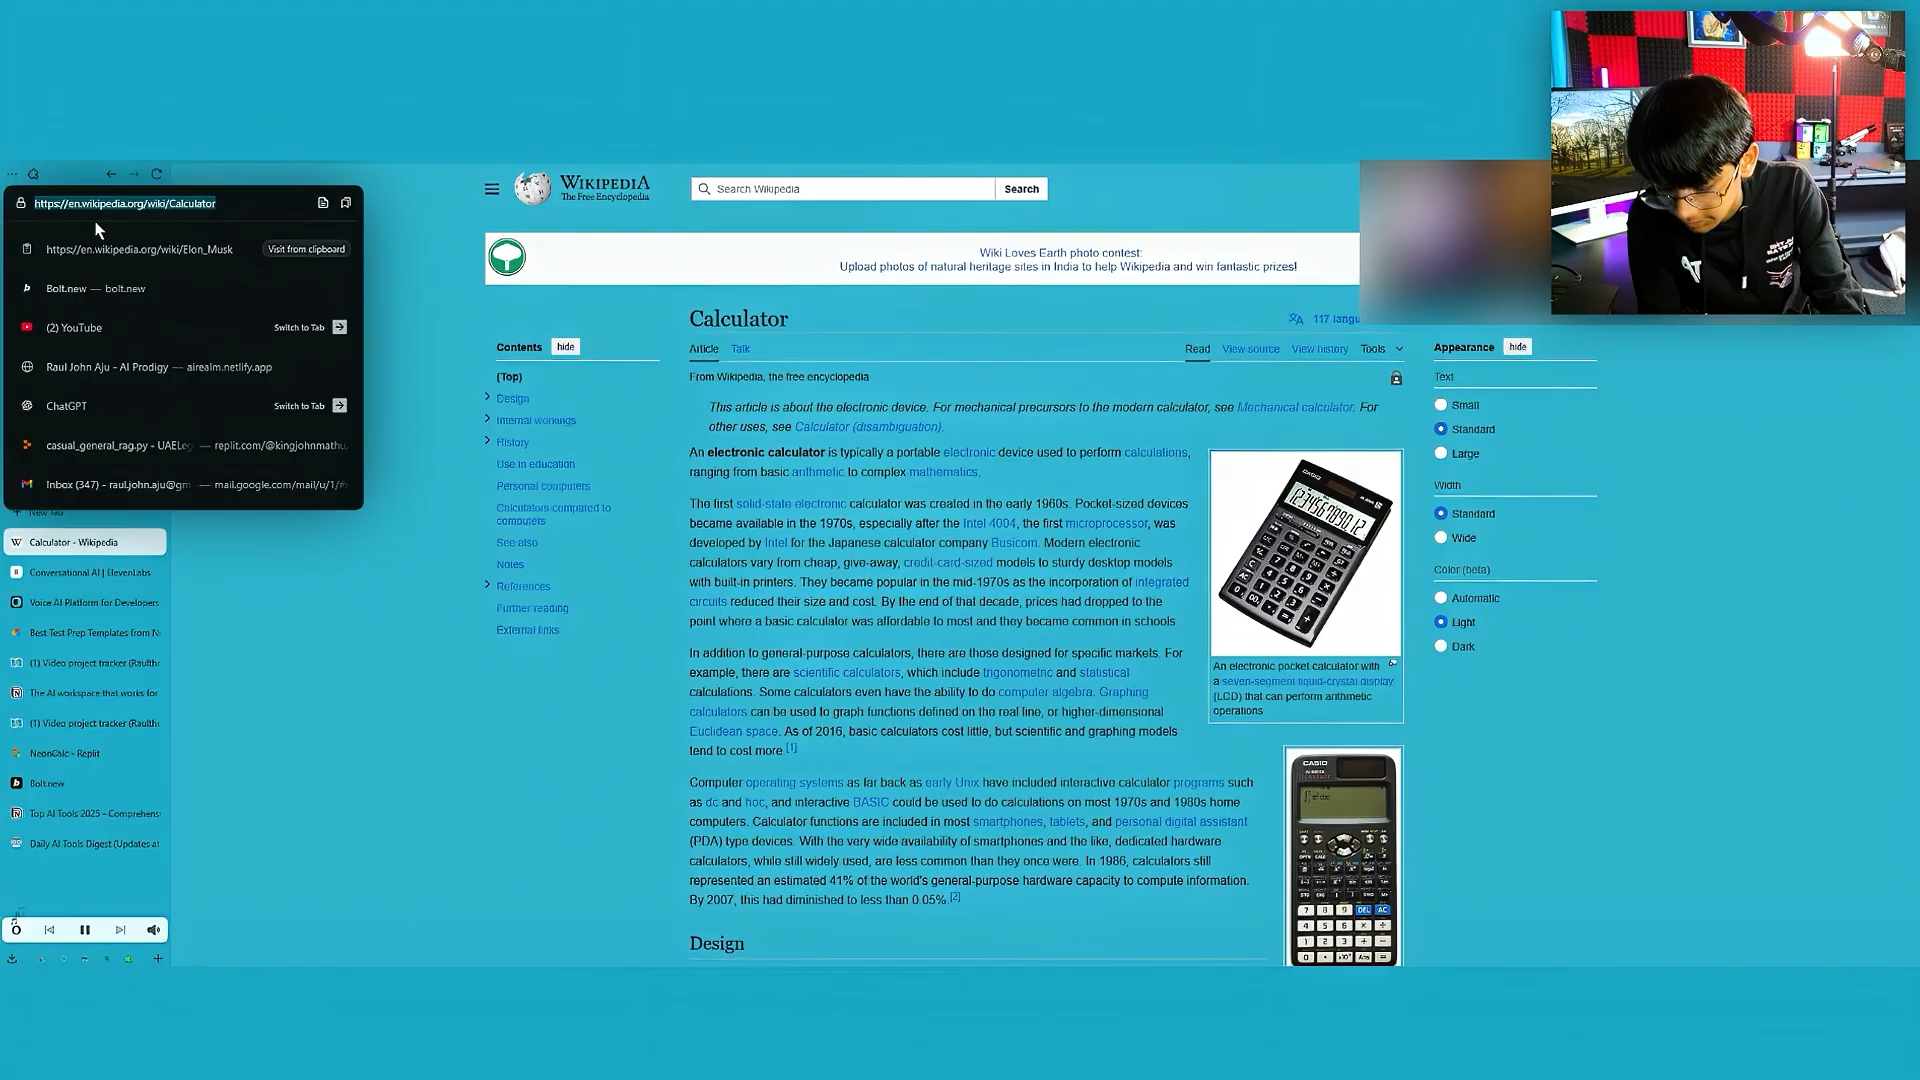 https://en.wikipedia.org/wiki/Calculator
https://en.wikipedia.org/wiki/Elon_Musk
Visit from clipboard
Bolt.new — bolt.new
(2) YouTube
Switch to Tab
Raul John Aju - AI Prodigy — airealm.netlify.app
ChatGPT
Switch to Tab
casual_general_rag.py - UAELeg — replit.com/@kingjohnmathu
Inbox (347) - raul.john.aju@gm — mail.google.com/mail/u/1/#
New Tab
Calculator - Wikipedia
Conversational AI | ElevenLabs
Voice AI Platform for Developers
Best Test Prep Templates from N
(1) Video project tracker (Raulthr
The AI workspace that works for
(1) Video project tracker (Raulthr
NeonCalc - Replit
Bolt.new
Top AI Tools 2025 – Comprehens
Daily AI Tools Digest (Updates at
WIKIPEDIA
The Free Encyclopedia
Search Wikipedia
Search
Wiki Loves Earth photo contest:
Upload photos of natural heritage sites in India to help Wikipedia and win fantastic prizes!
Contents
hide
(Top)
Design
Internal workings
History
Use in education
Personal computers
Calculators compared to
computers
See also
Notes
References
Further reading
External links
Calculator
117 langu
Article
Talk
Read
View source
View history
Tools
From Wikipedia, the free encyclopedia
This article is about the electronic device. For mechanical precursors to the modern calculator, see Mechanical calculator. For
other uses, see Calculator (disambiguation).
An electronic calculator is typically a portable electronic device used to perform calculations,
ranging from basic arithmetic to complex mathematics.
The first solid-state electronic calculator was created in the early 1960s. Pocket-sized devices
became available in the 1970s, especially after the Intel 4004, the first microprocessor, was
developed by Intel for the Japanese calculator company Busicom. Modern electronic
calculators vary from cheap, give-away, credit-card-sized models to sturdy desktop models
with built-in printers. They became popular in the mid-1970s as the incorporation of integrated
circuits reduced their size and cost. By the end of that decade, prices had dropped to the
point where a basic calculator was affordable to most and they became common in schools.
In addition to general-purpose calculators, there are those designed for specific markets. For
example, there are scientific calculators, which include trigonometric and statistical
calculations. Some calculators even have the ability to do computer algebra. Graphing
calculators can be used to graph functions defined on the real line, or higher-dimensional
Euclidean space. As of 2016, basic calculators cost little, but scientific and graphing models
tend to cost more.[1]
Computer operating systems as far back as early Unix have included interactive calculator programs such
as dc and hoc, and interactive BASIC could be used to do calculations on most 1970s and 1980s home
computers. Calculator functions are included in most smartphones, tablets, and personal digital assistant
(PDA) type devices. With the very wide availability of smartphones and the like, dedicated hardware
calculators, while still widely used, are less common than they once were. In 1986, calculators still
represented an estimated 41% of the world's general-purpose hardware capacity to compute information.
By 2007, this had diminished to less than 0.05%.[2]
Design
CASIO
An electronic pocket calculator with
a seven-segment liquid-crystal display
(LCD) that can perform arithmetic
operations
CASIO
7 8 9 DEL AC
4 5 6 × ÷
1 2 3 + −
Appearance
hide
Text
Small
Standard
Large
Width
Standard
Wide
Color (beta)
Automatic
Light
Dark